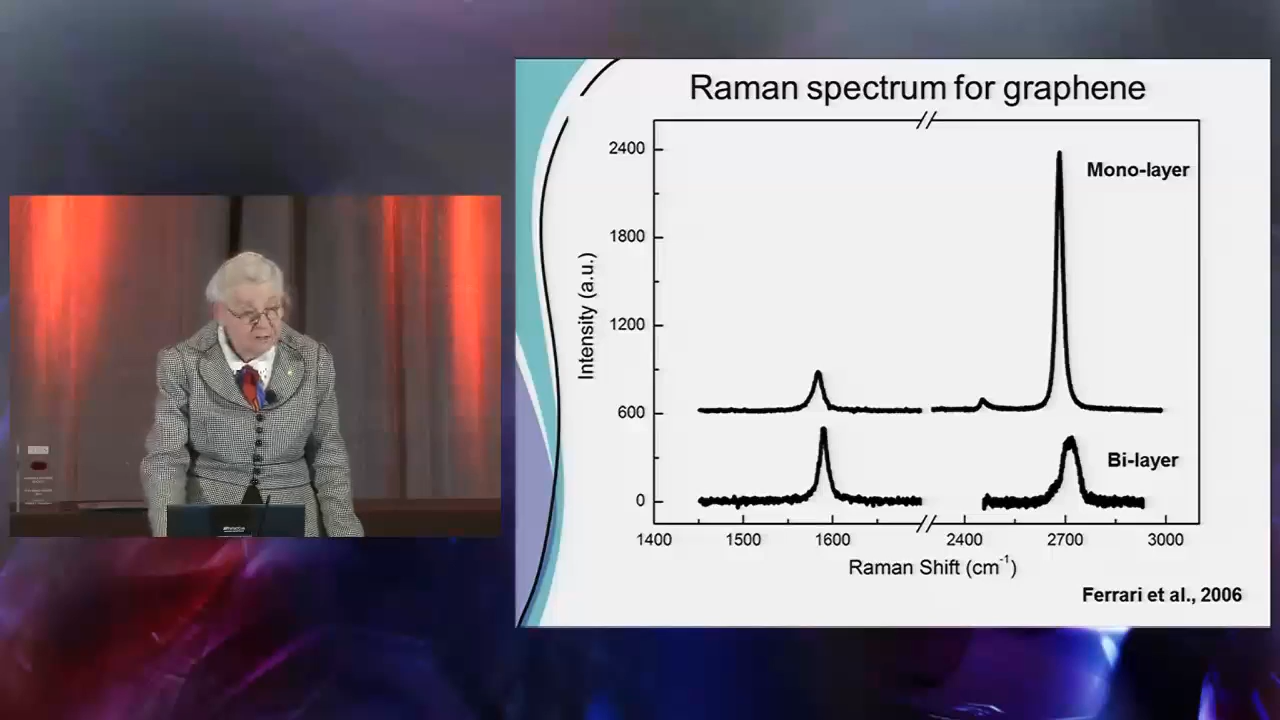 Raman spectrum for graphene
2400
1800
1200
600
0
Intensity (a.u.)
Mono-layer
Bi-layer
1400 1500 1600 2400 2700 3000
Raman Shift (cm⁻¹)
Ferrari et al., 2006